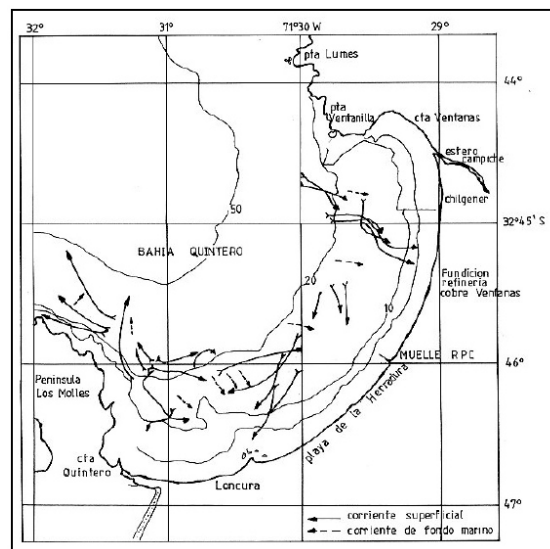 32° 31° 71°30 W 29°
pta Lumes
44°
pta
Ventanilla
cta Ventanas
estero
campiche
chilgener
50
32°45' S
BAHIA QUINTERO
20
Fundicion
refineria
cobre Ventanas
10
MUELLE RPC
46°
Peninsula
Los Molles
playa de la Herradura
cta
Quintero
Loncura
47°
corriente superficial
corriente de fondo marino